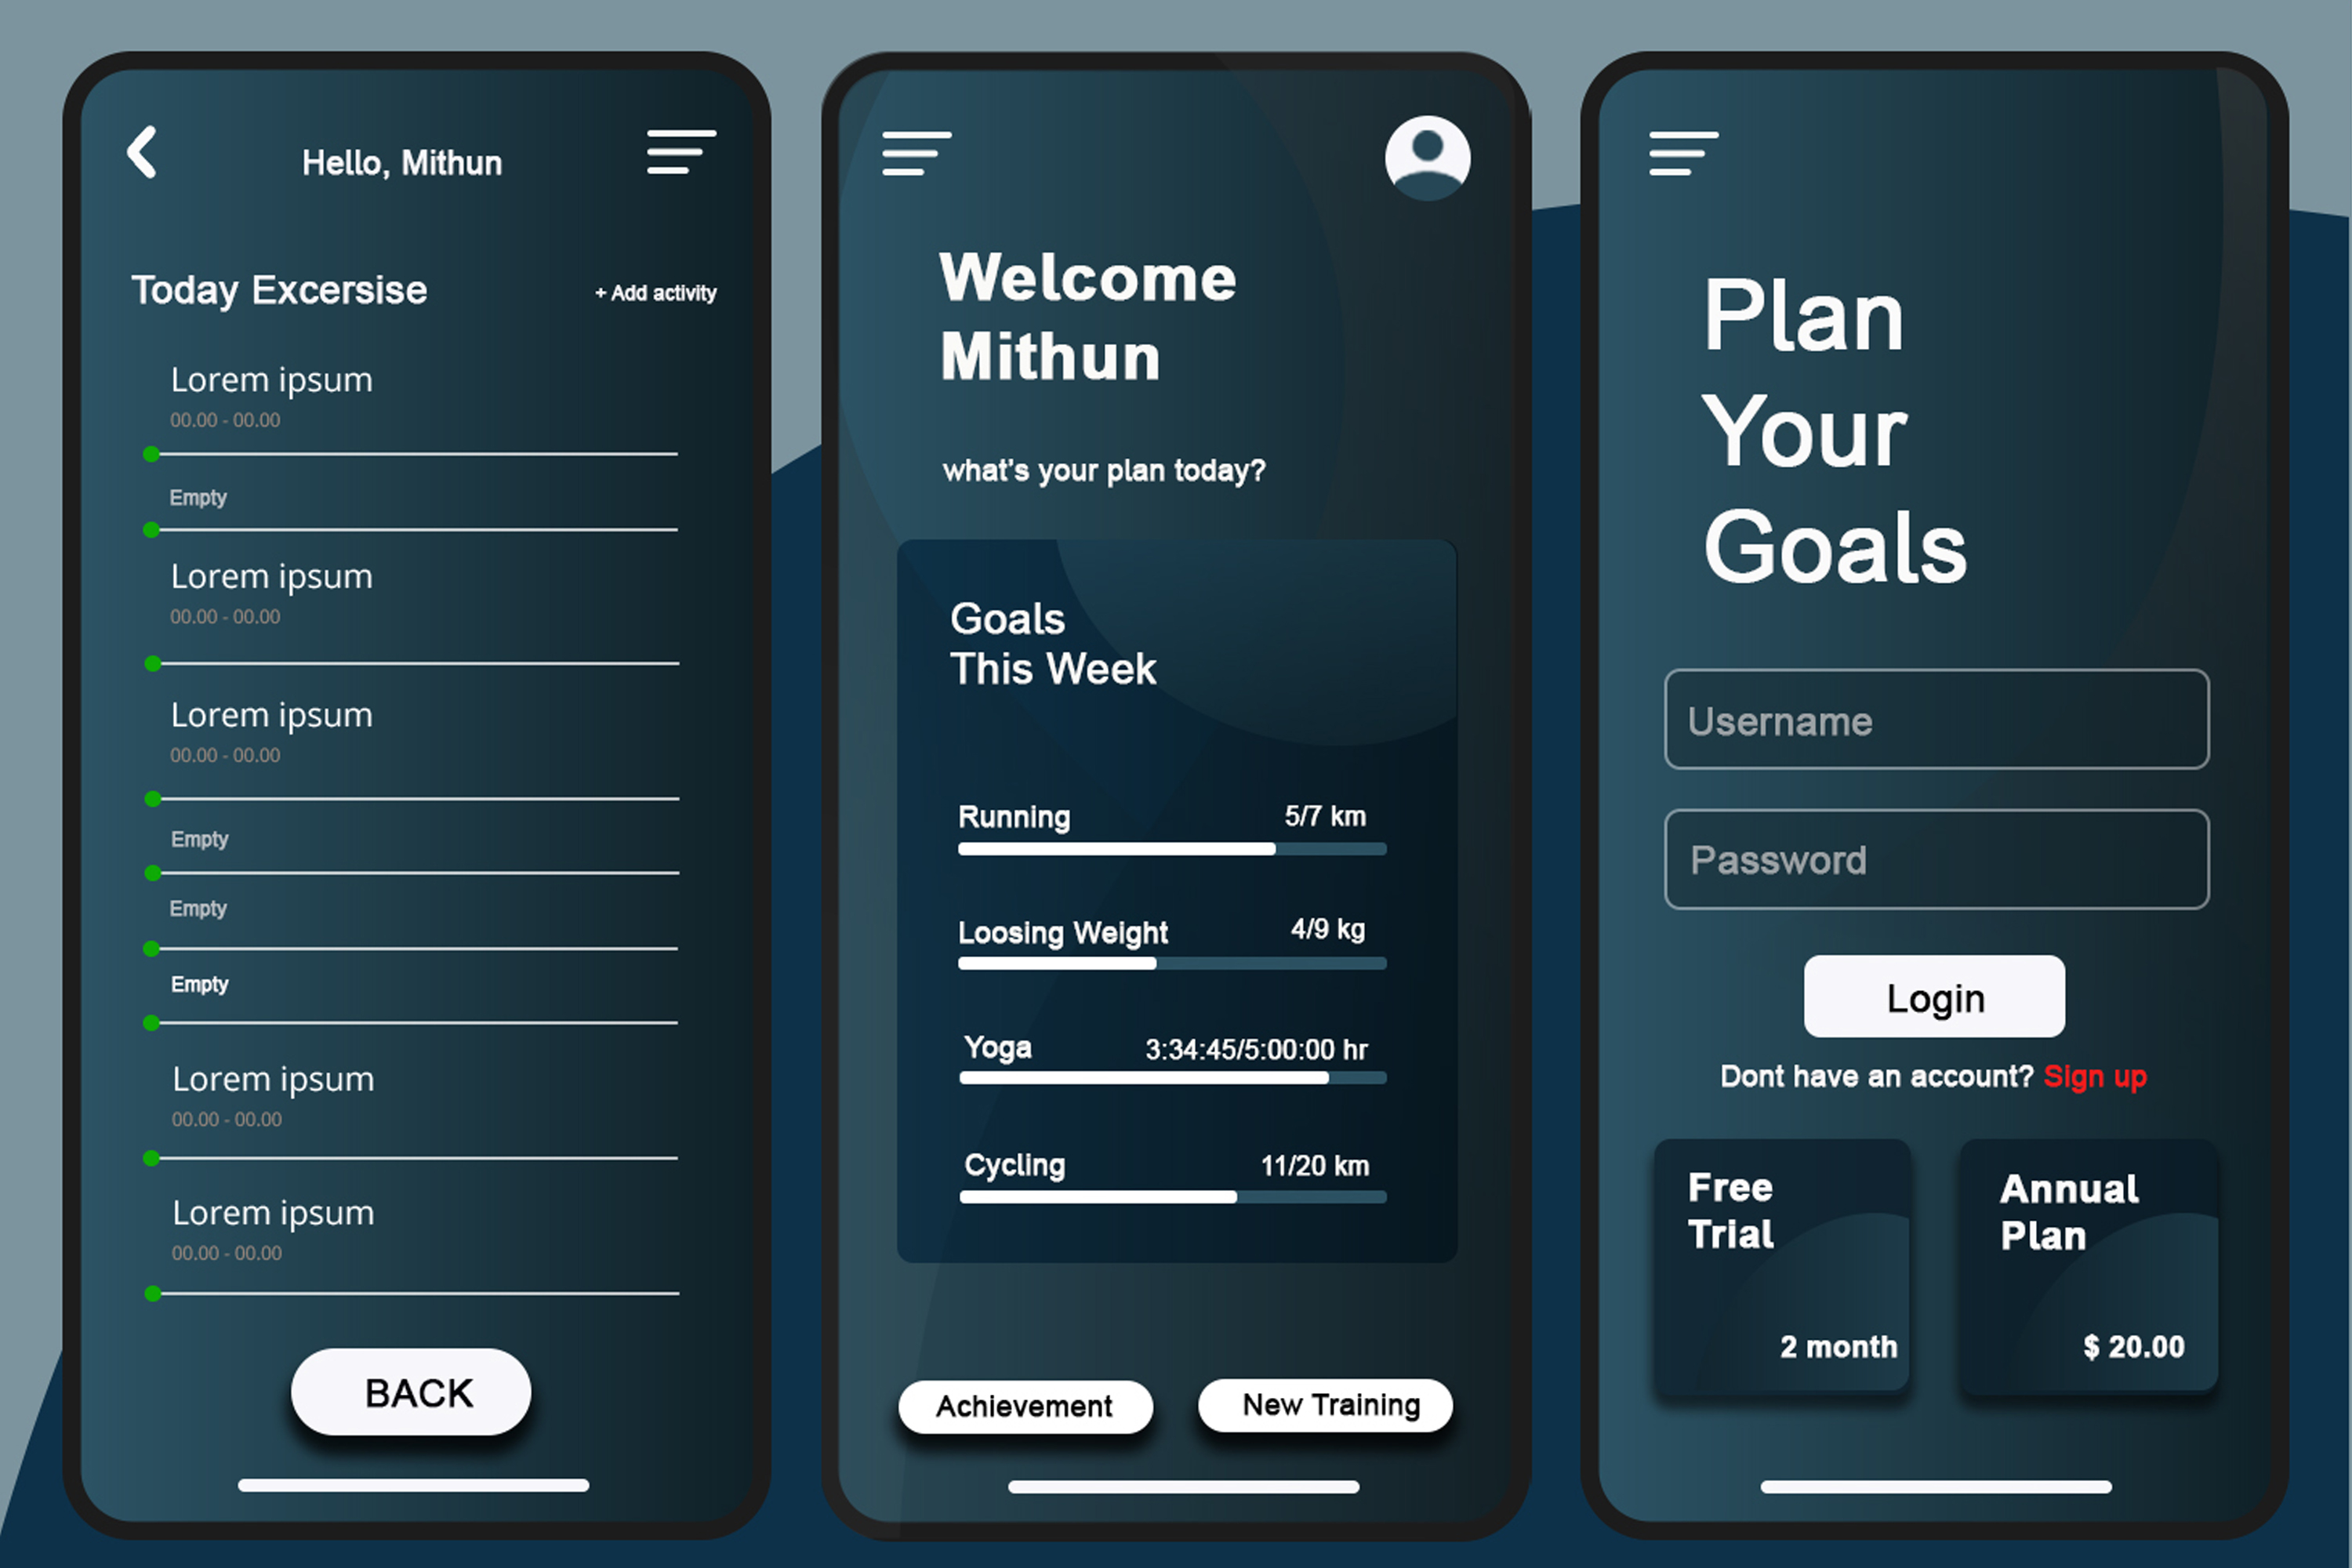 Hello, Mithun
Today Excersise
+ Add activity
Lorem ipsum
00.00 - 00.00
Empty
Lorem ipsum
00.00 - 00.00
Lorem ipsum
00.00 - 00.00
Empty
Empty
Empty
Lorem ipsum
00.00 - 00.00
Lorem ipsum
00.00 - 00.00
BACK
Welcome
Mithun
what's your plan today?
Goals
This Week
Running 5/7 km
Loosing Weight 4/9 kg
Yoga 3:34:45/5:00:00 hr
Cycling 11/20 km
Achievement
New Training
Plan
Your
Goals
Username
Password
Login
Dont have an account? Sign up
Free
Trial
2 month
Annual
Plan
$ 20.00